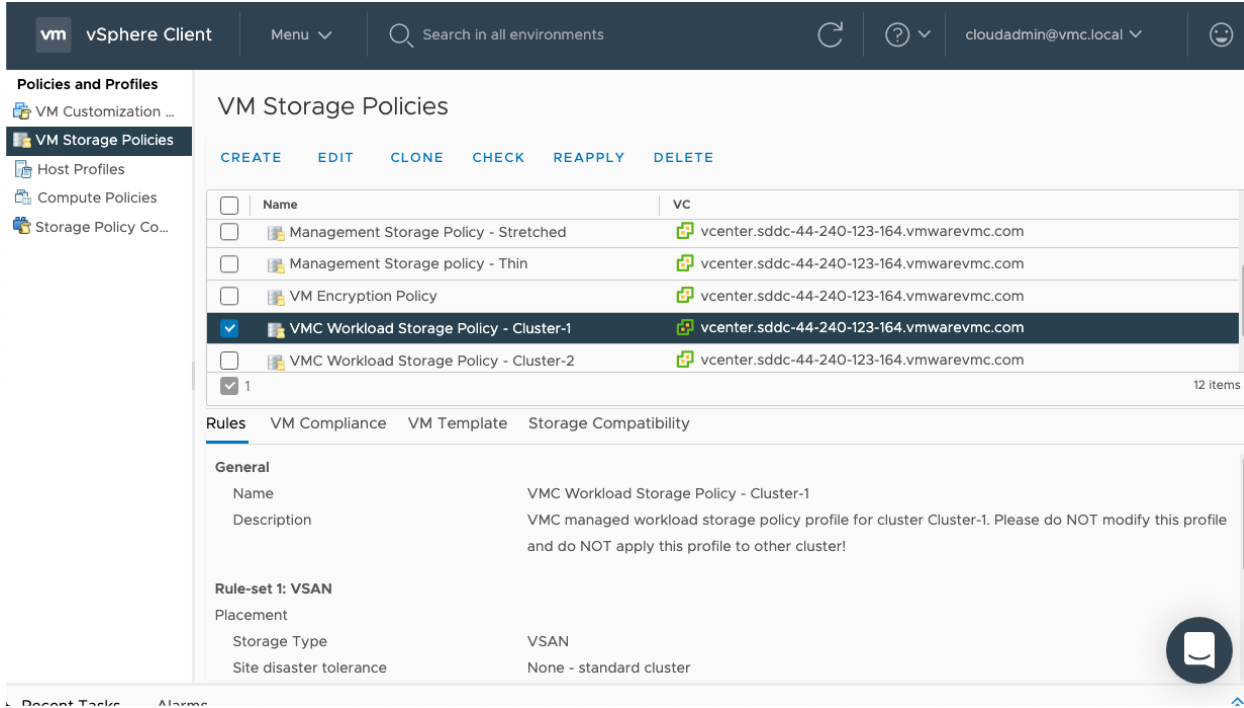 vm vSphere Client Menu Search in all environments cloudadmin@vmc.local
Policies and Profiles
VM Customization ...
VM Storage Policies
Host Profiles
Compute Policies
Storage Policy Co...
VM Storage Policies
CREATE EDIT CLONE CHECK REAPPLY DELETE
Name VC
Management Storage Policy - Stretched vcenter.sddc-44-240-123-164.vmwarevmc.com
Management Storage policy - Thin vcenter.sddc-44-240-123-164.vmwarevmc.com
VM Encryption Policy vcenter.sddc-44-240-123-164.vmwarevmc.com
VMC Workload Storage Policy - Cluster-1 vcenter.sddc-44-240-123-164.vmwarevmc.com
VMC Workload Storage Policy - Cluster-2 vcenter.sddc-44-240-123-164.vmwarevmc.com
1 12 items
Rules VM Compliance VM Template Storage Compatibility
General
Name VMC Workload Storage Policy - Cluster-1
Description VMC managed workload storage policy profile for cluster Cluster-1. Please do NOT modify this profile
and do NOT apply this profile to other cluster!
Rule-set 1: VSAN
Placement
Storage Type VSAN
Site disaster tolerance None - standard cluster
Recent Tasks Alarms